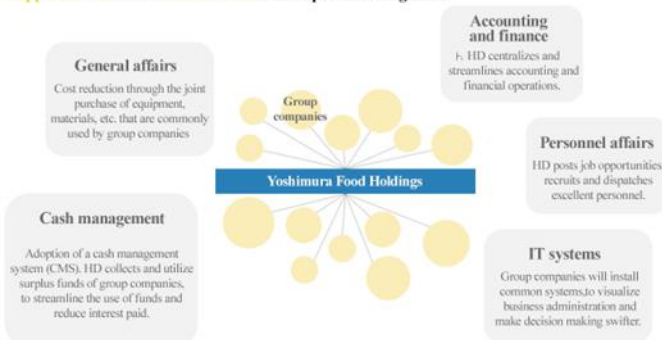 Accounting
and finance
HD centralizes and
streamlines accounting and
financial operations.
General affairs
Cost reduction through the joint
purchase of equipment,
materials, etc. that are commonly
used by group companies
Group
companies
Personnel affairs
HD posts job opportunities,
recruits and dispatches
excellent personnel.
Yoshimura Food Holdings
Cash management
Adoption of a cash management
system (CMS). HD collects and utilize
surplus funds of group companies,
to streamline the use of funds and
reduce interest paid.
IT systems
Group companies will install
common systems,to visualize
business administration and
make decision making swifter.